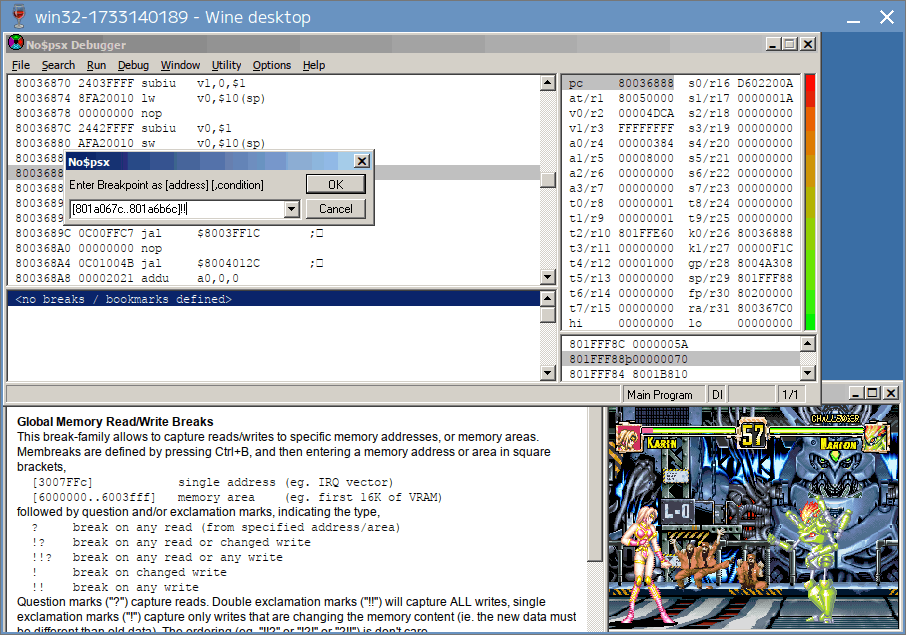 win32-1733140189 - Wine desktop
No$psx Debugger
File Search Run Debug Window Utility Options Help
80036870 2403FFFF subiu v1,0,$1
80036874 8FA20010 lw v0,$10(sp)
80036878 00000000 nop
8003687C 2442FFFF subiu v0,$1
80036880 AFA20010 sw v0,$10(sp)
8003688
8003688
8003688
8003689
8003689
8003689C 0C00FFC7 jal $8003FF1C ;
800368A0 00000000 nop
800368A4 0C01004B jal $8004012C ;
800368A8 00002021 addu a0,0,0
No$psx
Enter Breakpoint as [address] [,condition]
OK
[801a067c..801a6b6c]!!
Cancel
<no breaks / bookmarks defined>
pc 80036888 s0/r16 D602200A
at/r1 80050000 s1/r17 0000001A
v0/r2 00004DCA s2/r18 00000000
v1/r3 FFFFFFFF s3/r19 00000000
a0/r4 00000384 s4/r20 00000000
a1/r5 00008000 s5/r21 00000000
a2/r6 00000000 s6/r22 00000000
a3/r7 00000000 s7/r23 00000000
t0/r8 00000001 t8/r24 00000000
t1/r9 00000001 t9/r25 00000000
t2/r10 801FFE60 k0/r26 80036888
t3/r11 00000000 k1/r27 00000F1C
t4/r12 00001000 gp/r28 8004A308
t5/r13 00000000 sp/r29 801FFF88
t6/r14 00000000 fp/r30 80200000
t7/r15 00000000 ra/r31 800367C0
hi 00000000 lo 00000000
801FFF8C 0000005A
801FFF88p00000070
801FFF84 8001B810
Main Program DI 1/1
Global Memory Read/Write Breaks
This break-family allows to capture reads/writes to specific memory addresses, or memory areas.
Membreaks are defined by pressing Ctrl+B, and then entering a memory address or area in square
brackets,
[3007FFc] single address (eg. IRQ vector)
[6000000..6003fff] memory area (eg. first 16K of VRAM)
followed by question and/or exclamation marks, indicating the type,
? break on any read (from specified address/area)
!? break on any read or changed write
!!? break on any read or any write
! break on changed write
!! break on any write
Question marks ("?") capture reads. Double exclamation marks ("!!") will capture ALL writes, single
exclamation marks ("!") capture only writes that are changing the memory content (ie. the new data must
be different than old data). The ordering (eg. "!!?" or "!?!" or "?!!") is don't care.
CHALLENGER
KARIN 57 MARION
L-0